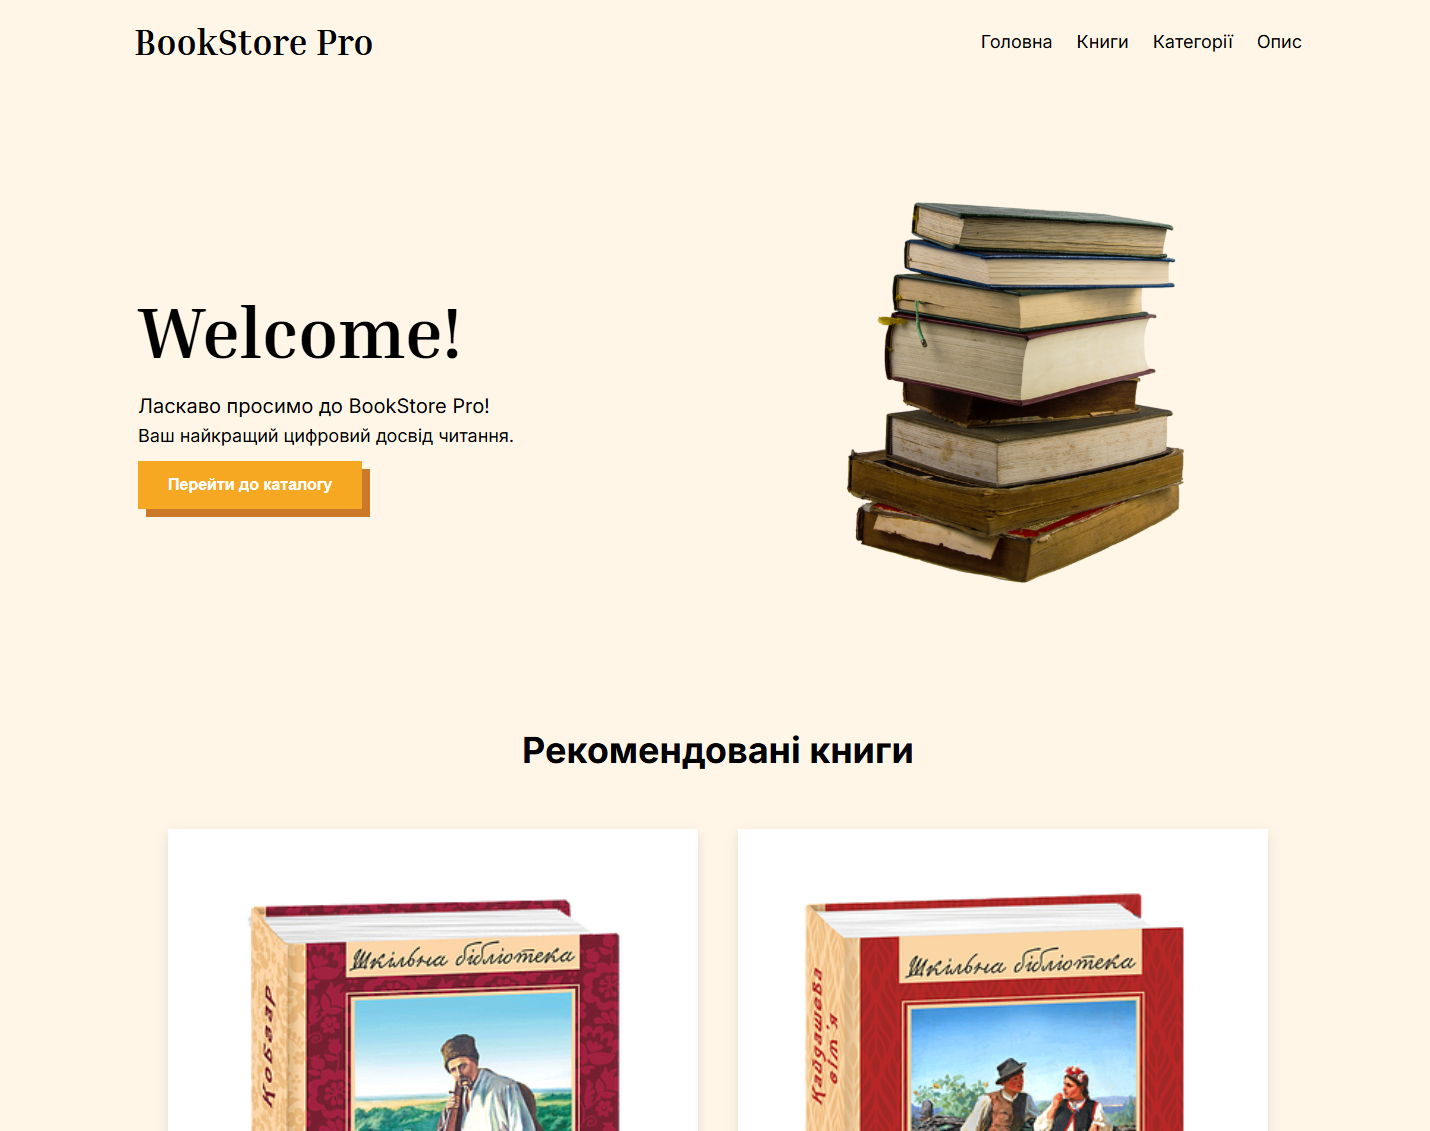 BookStore Pro
Головна Книги Категорії Опис
Welcome!
Ласкаво просимо до BookStore Pro!
Ваш найкращий цифровий досвід читання.
Перейти до каталогу
Рекомендовані книги
Шкільна бібліотека
Кобзар
Шкільна бібліотека
Кайдашева
сім'я